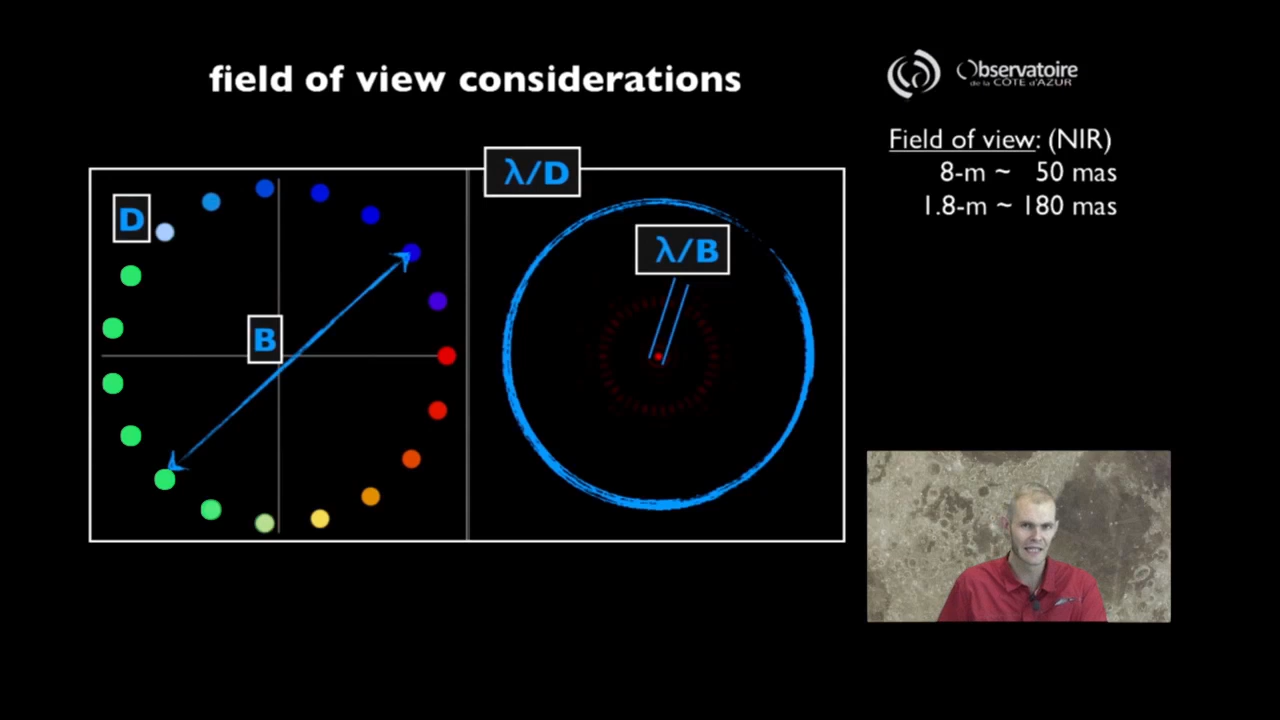 field of view considerations
Observatoire
de la CÔTE d'AZUR
Field of view: (NIR)
8-m ~ 50 mas
1.8-m ~ 180 mas
λ/D
D
λ/B
B